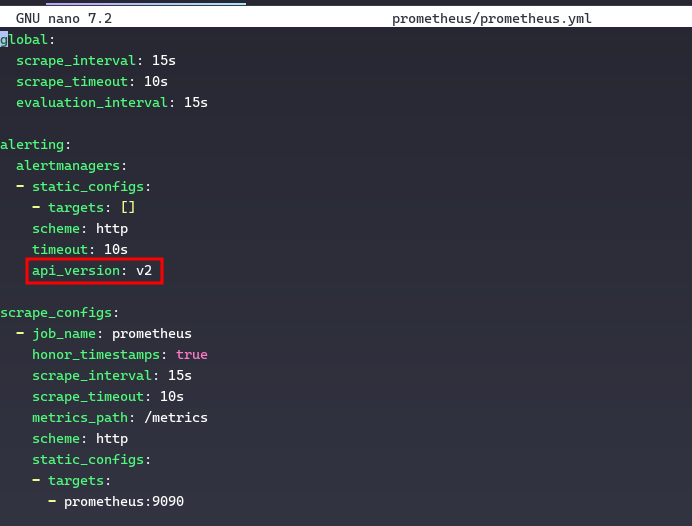 GNU nano 7.2 prometheus/prometheus.yml
global:
  scrape_interval: 15s
  scrape_timeout: 10s
  evaluation_interval: 15s

alerting:
  alertmanagers:
  - static_configs:
    - targets: []
    scheme: http
    timeout: 10s
    api_version: v2

scrape_configs:
  - job_name: prometheus
    honor_timestamps: true
    scrape_interval: 15s
    scrape_timeout: 10s
    metrics_path: /metrics
    scheme: http
    static_configs:
    - targets:
      - prometheus:9090